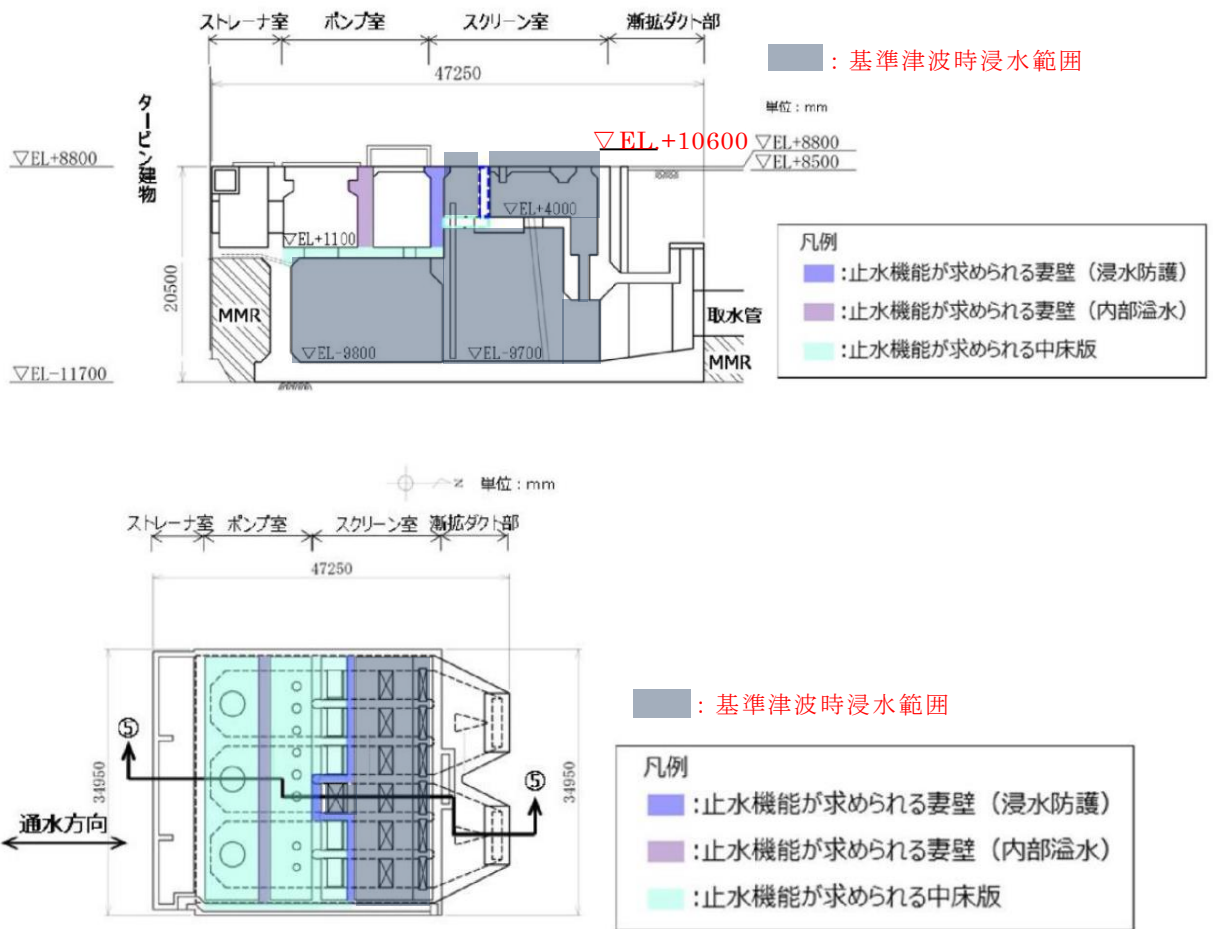 ストレーナ室 ポンプ室 スクリーン室 漸拡ダクト部
47250
：基準津波時浸水範囲
単位：mm
タービン建物
▽EL+10600
▽EL+8800
▽EL+8800
▽EL+8500
▽EL+4000
▽EL+1100
20500
MMR
取水管
▽EL-9800
▽EL-9700
MMR
▽EL-11700
凡例
：止水機能が求められる妻壁（浸水防護）
：止水機能が求められる妻壁（内部溢水）
：止水機能が求められる中床版
N 単位：mm
ストレーナ室 ポンプ室 スクリーン室 漸拡ダクト部
47250
：基準津波時浸水範囲
⑤
⑤
34950
34950
通水方向
凡例
：止水機能が求められる妻壁（浸水防護）
：止水機能が求められる妻壁（内部溢水）
：止水機能が求められる中床版